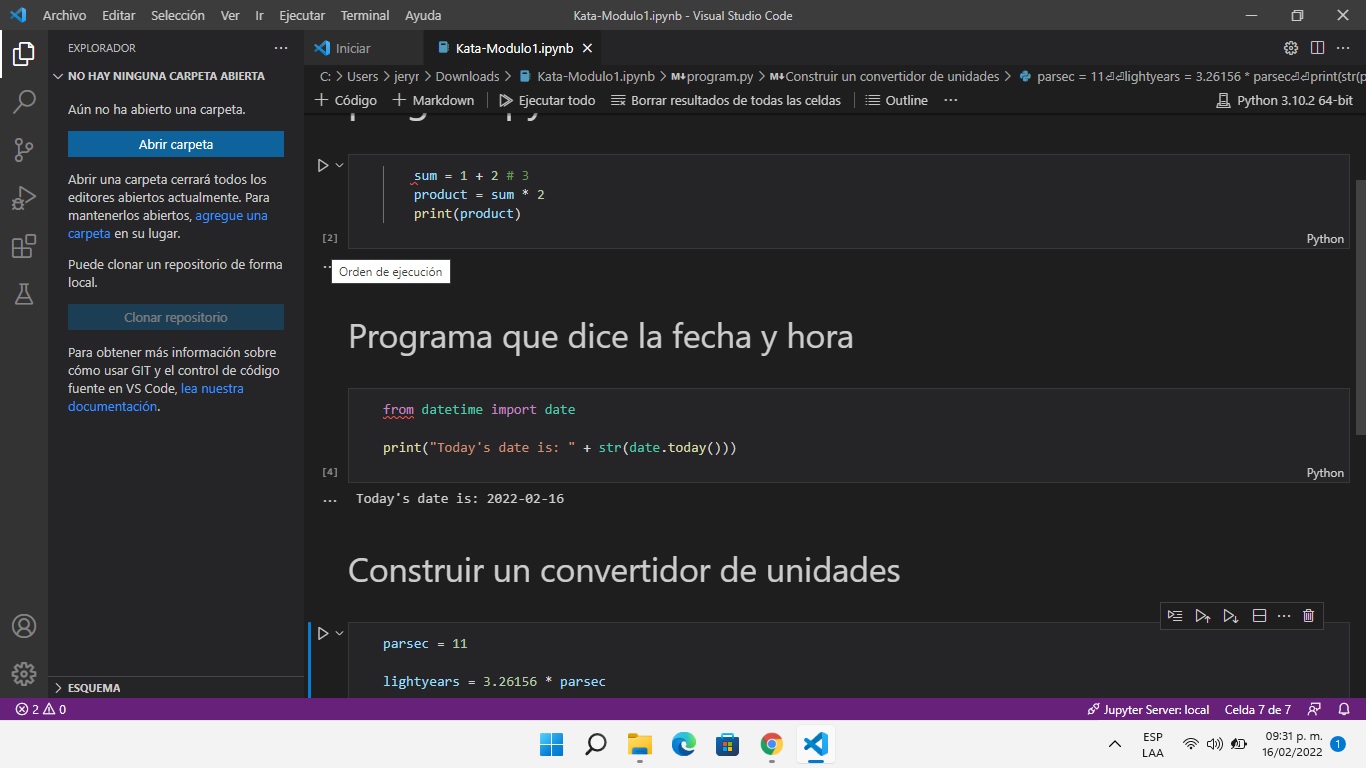 Archivo Editar Selección Ver Ir Ejecutar Terminal Ayuda
Kata-Modulo1.ipynb - Visual Studio Code
EXPLORADOR
NO HAY NINGUNA CARPETA ABIERTA
Aún no ha abierto una carpeta.
Abrir carpeta
Abrir una carpeta cerrará todos los
editores abiertos actualmente. Para
mantenerlos abiertos, agregue una
carpeta en su lugar.
Puede clonar un repositorio de forma
local.
Clonar repositorio
Para obtener más información sobre
cómo usar GIT y el control de código
fuente en VS Code, lea nuestra
documentación.
ESQUEMA
Iniciar
Kata-Modulo1.ipynb
C: > Users > jeryr > Downloads > Kata-Modulo1.ipynb > M↓program.py > M↓Construir un convertidor de unidades > parsec = 11⏎⏎lightyears = 3.26156 * parsec⏎⏎print(str(p
+ Código + Markdown Ejecutar todo Borrar resultados de todas las celdas Outline ···
Python 3.10.2 64-bit
sum = 1 + 2 # 3
product = sum * 2
print(product)
[2]
Python
Orden de ejecución
Programa que dice la fecha y hora
from datetime import date
print("Today's date is: " + str(date.today()))
[4]
Python
Today's date is: 2022-02-16
Construir un convertidor de unidades
parsec = 11
lightyears = 3.26156 * parsec
2 0
Jupyter Server: local Celda 7 de 7
ESP
LAA
09:31 p. m.
16/02/2022
1